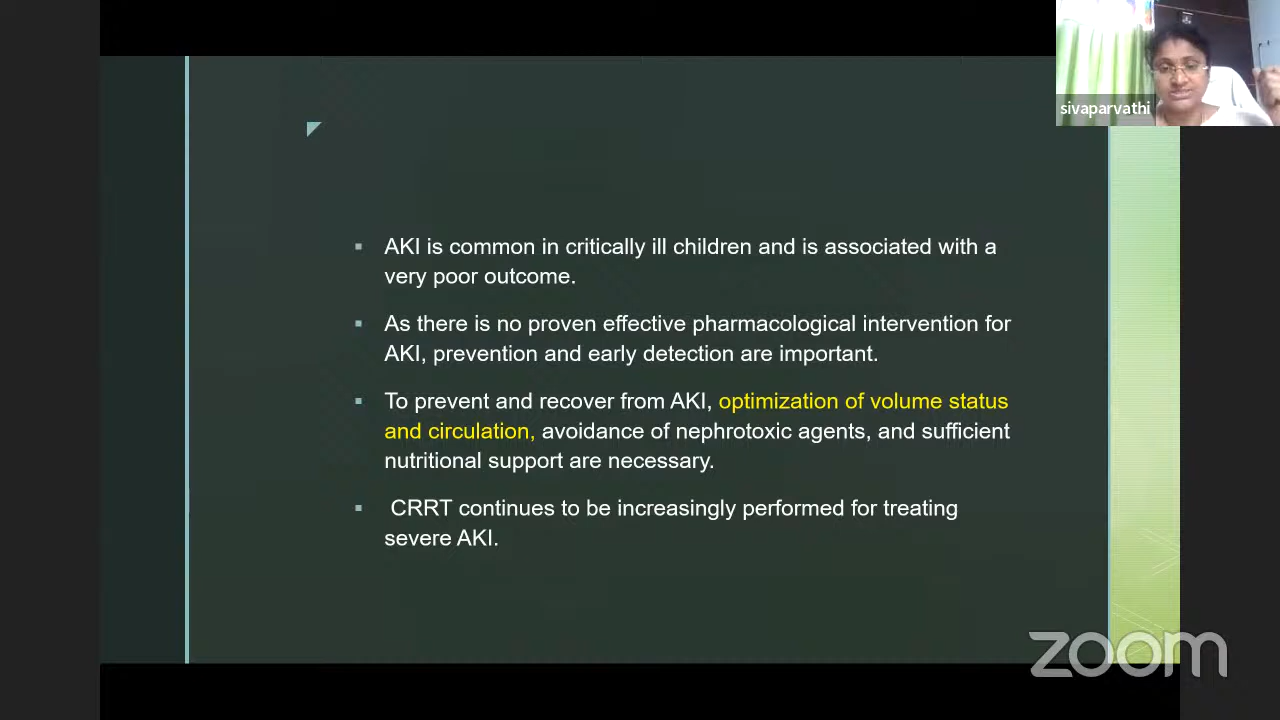 sivaparvathi
▪ AKI is common in critically ill children and is associated with a
very poor outcome.
▪ As there is no proven effective pharmacological intervention for
AKI, prevention and early detection are important.
▪ To prevent and recover from AKI, optimization of volume status
and circulation, avoidance of nephrotoxic agents, and sufficient
nutritional support are necessary.
▪ CRRT continues to be increasingly performed for treating
severe AKI.
zoom